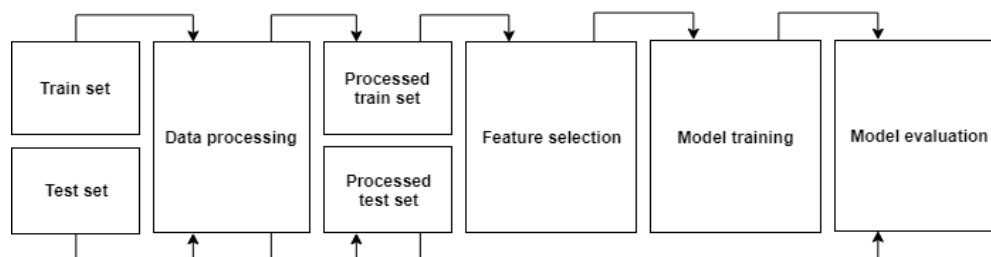 Train set
Test set
Data processing
Processed
train set
Processed
test set
Feature selection
Model training
Model evaluation